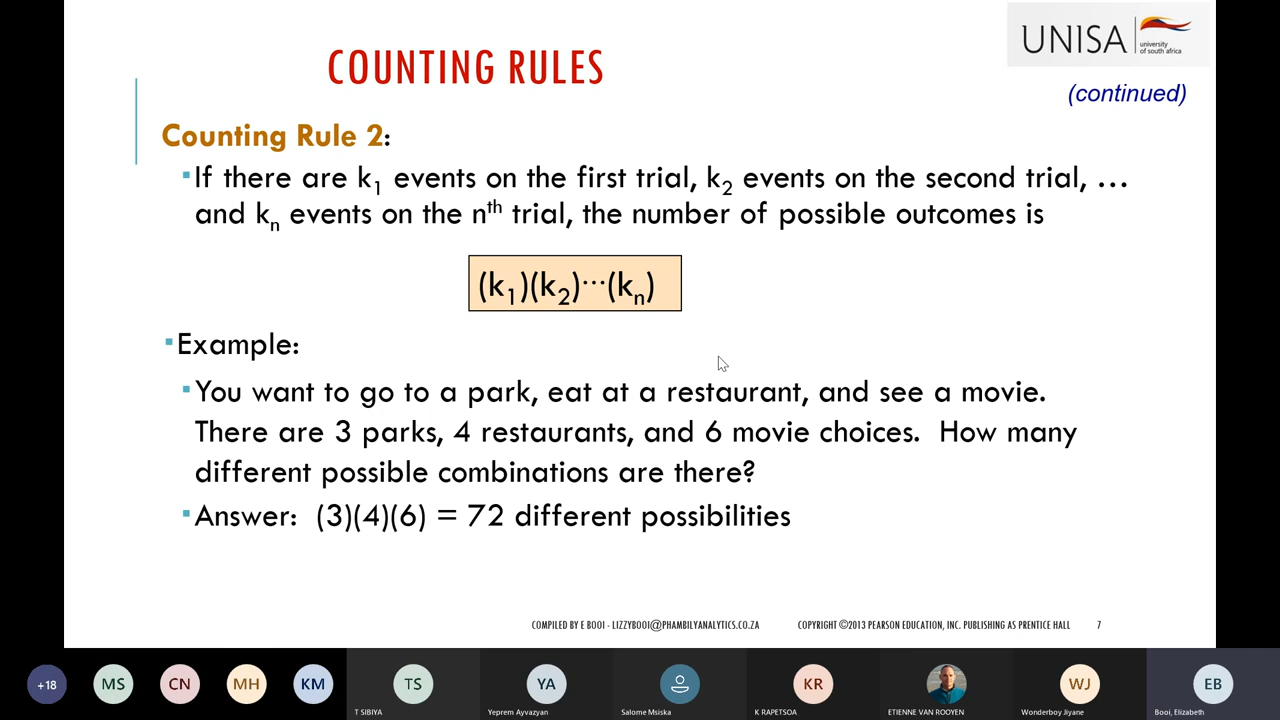 COUNTING RULES
UNISA
university
of south africa
(continued)
Counting Rule 2:
▪If there are k1 events on the first trial, k2 events on the second trial, …
and kn events on the nth trial, the number of possible outcomes is
(k1)(k2)···(kn)
▪Example:
▪You want to go to a park, eat at a restaurant, and see a movie.
There are 3 parks, 4 restaurants, and 6 movie choices. How many
different possible combinations are there?
▪Answer: (3)(4)(6) = 72 different possibilities
COMPILED BY E BOOI - LIZZYBOOI@PHAMBILYANALYTICS.CO.ZA COPYRIGHT ©2013 PEARSON EDUCATION, INC. PUBLISHING AS PRENTICE HALL 7
+18 MS CN MH KM TS YA KR WJ EB
T SIBIYA Yeprem Ayvazyan Salome Msiska K RAPETSOA ETIENNE VAN ROOYEN Wonderboy Jiyane Booi, Elizabeth